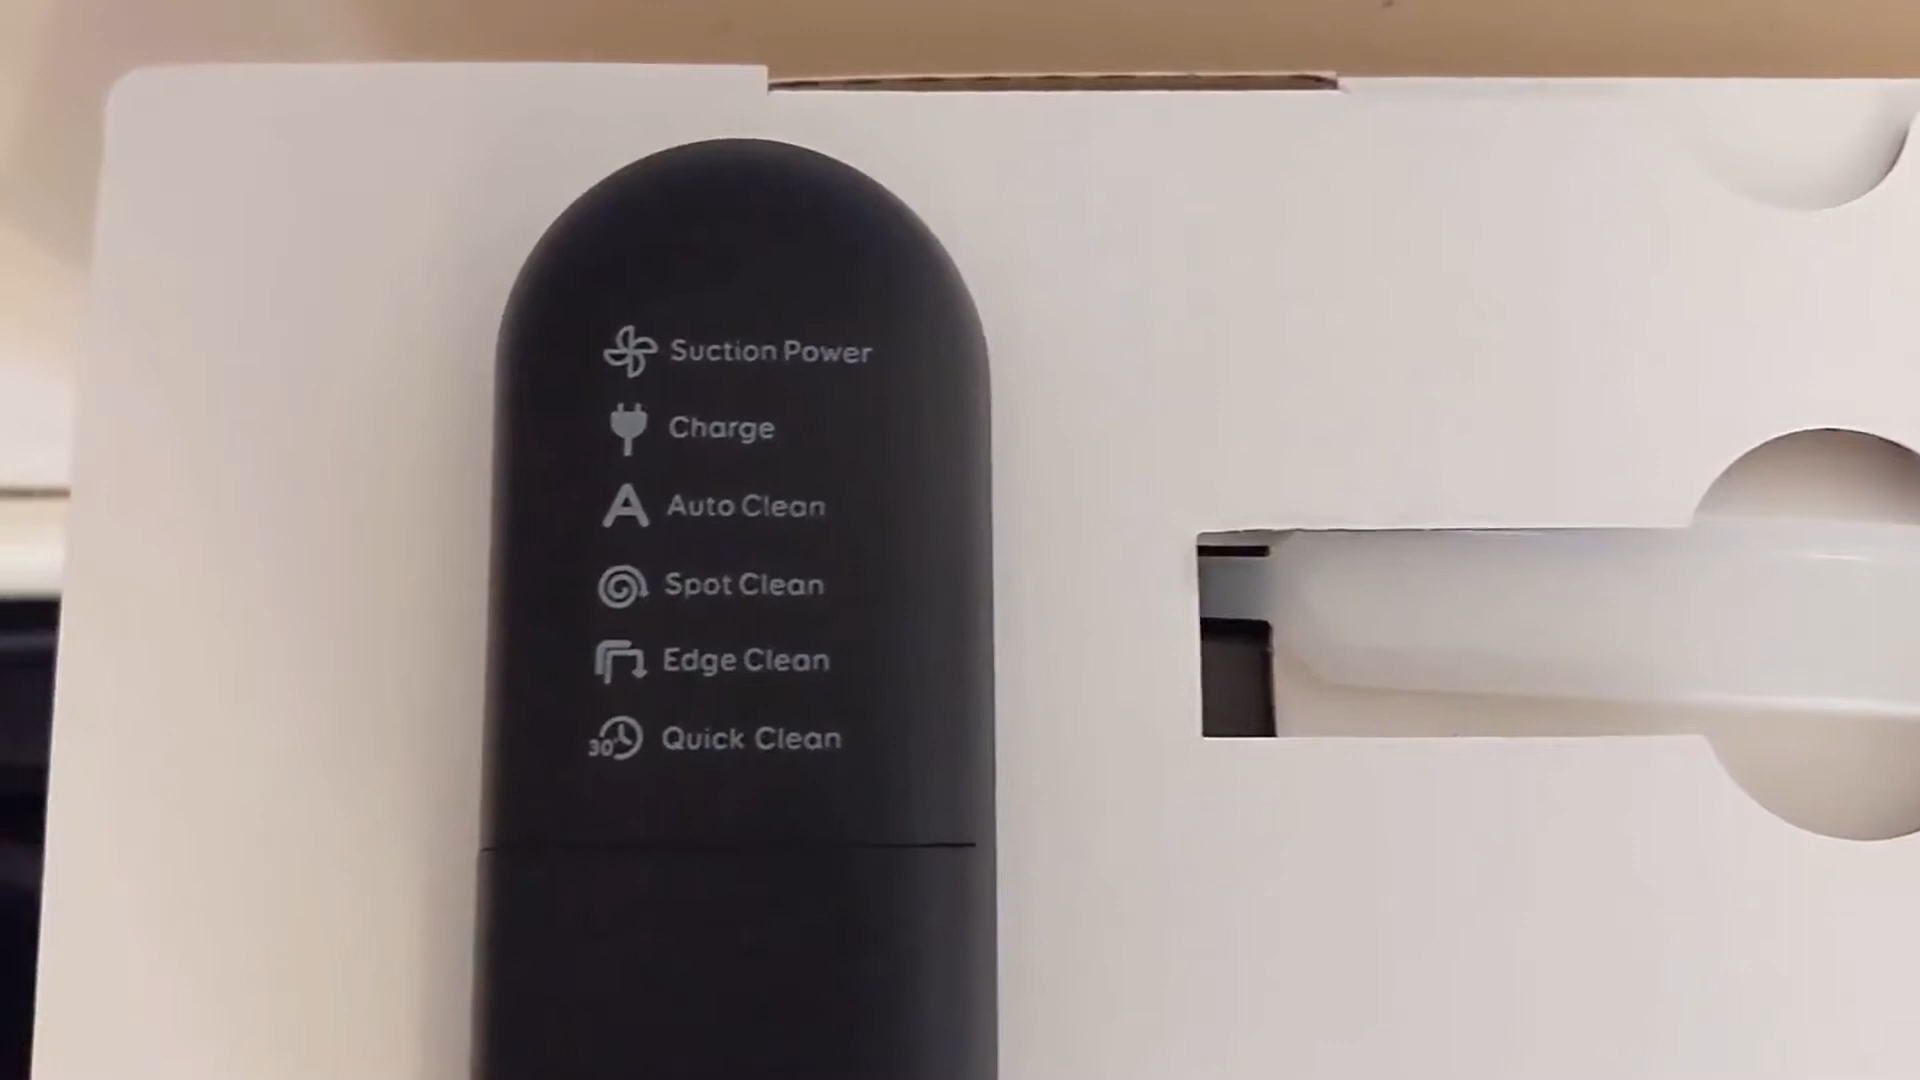 Suction Power
Charge
A Auto Clean
Spot Clean
Edge Clean
30' Quick Clean